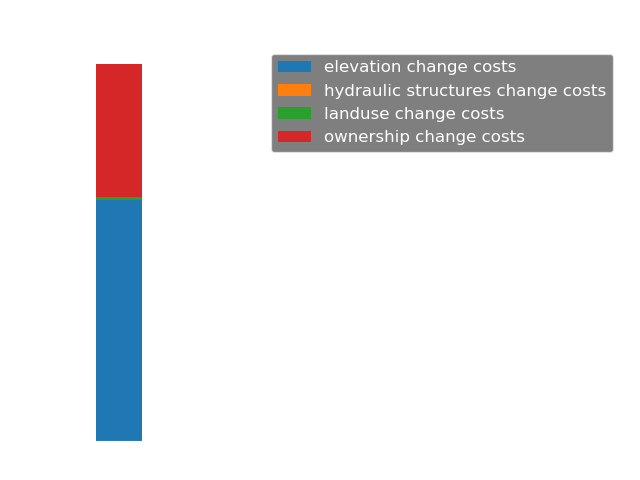 elevation change costs
hydraulic structures change costs
landuse change costs
ownership change costs